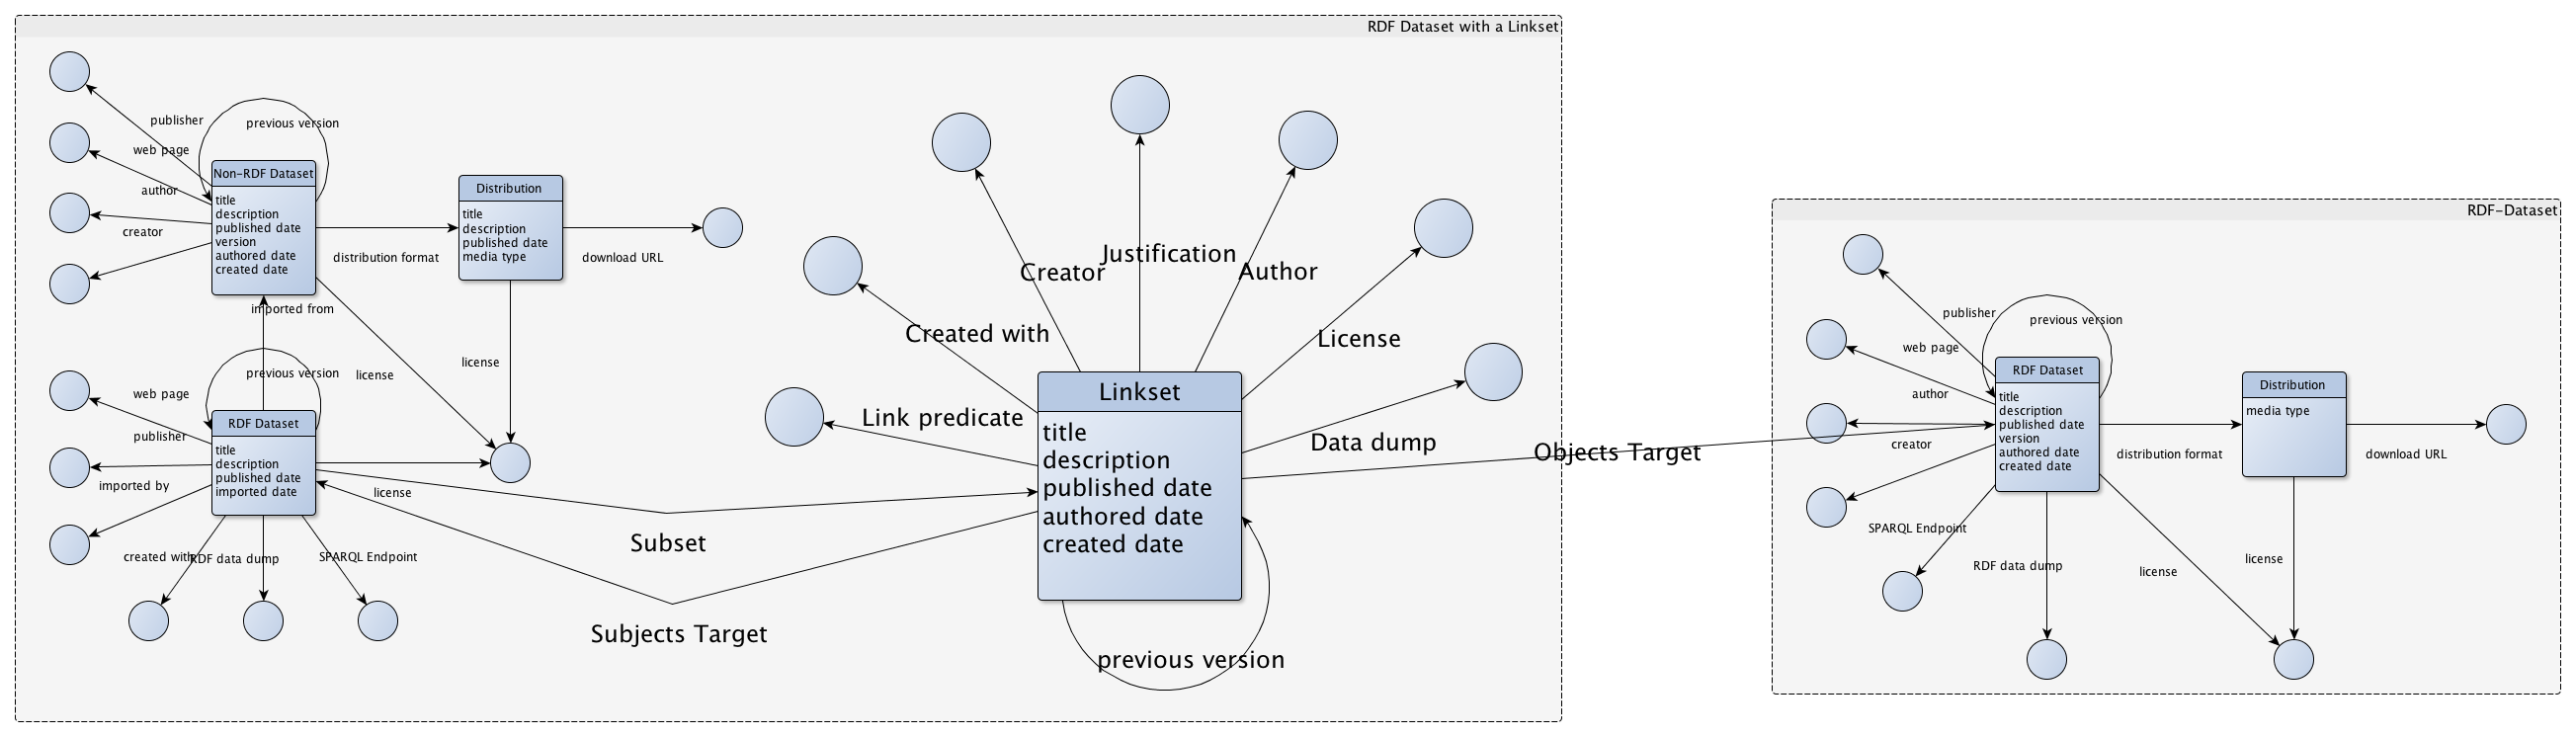 RDF Dataset with a Linkset
publisher
previous version
web page
Non-RDF Dataset
author
title
description
published date
version
authored date
created date
creator
Distribution
title
description
published date
media type
distribution format
download URL
imported from
license
license
previous version
web page
RDF Dataset
publisher
title
description
published date
imported date
imported by
license
created with
RDF data dump
SPARQL Endpoint
Subset
Subjects Target
Creator
Justification
Author
Created with
License
Link predicate
Data dump
Linkset
title
description
published date
authored date
created date
previous version
Objects Target
RDF-Dataset
publisher
previous version
web page
RDF Dataset
author
title
description
published date
version
authored date
created date
creator
Distribution
media type
distribution format
download URL
SPARQL Endpoint
RDF data dump
license
license